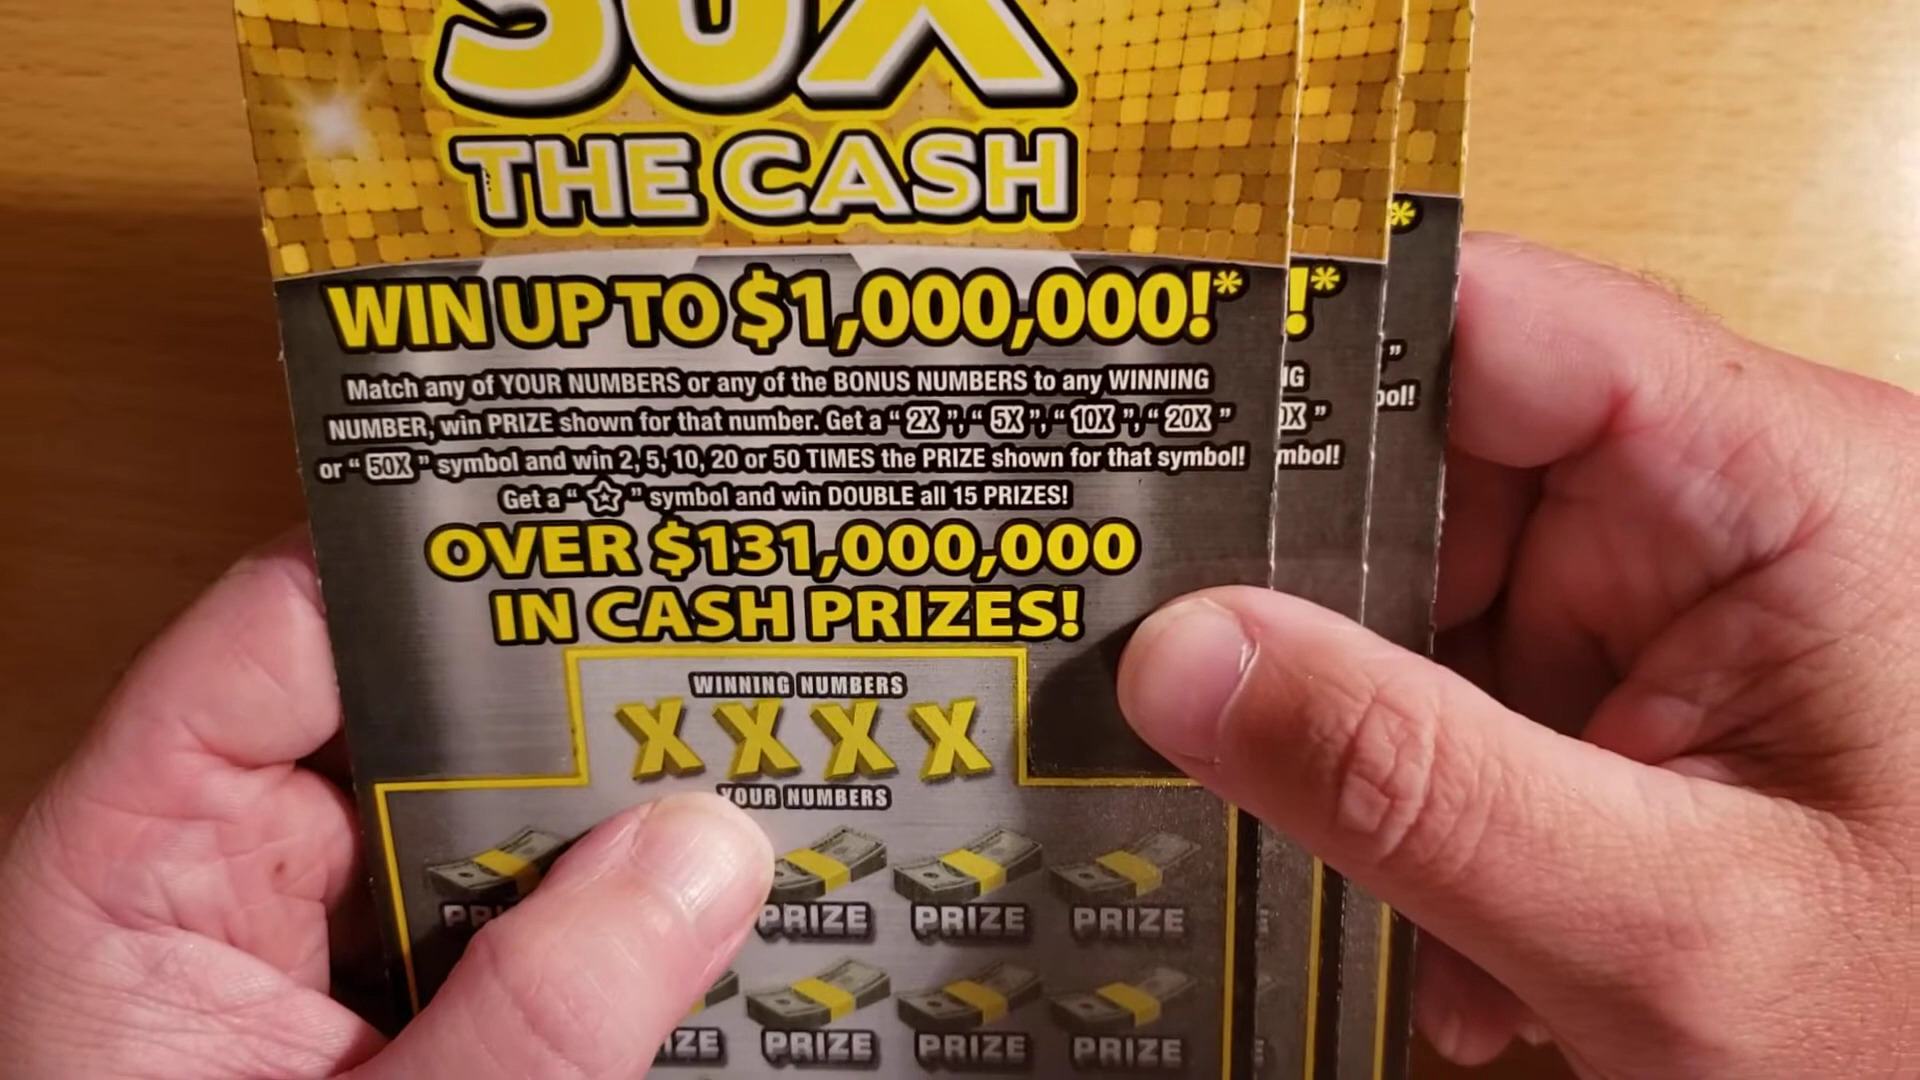 50X
THE CASH
WIN UP TO $1,000,000!* !* *
Match any of YOUR NUMBERS or any of the BONUS NUMBERS to any WINNING
NUMBER, win PRIZE shown for that number. Get a “ 2X ”, “ 5X ”, “ 10X ”, “ 20X ”
or “ 50X ” symbol and win 2, 5, 10, 20 or 50 TIMES the PRIZE shown for that symbol!
Get a “ ☆ ” symbol and win DOUBLE all 15 PRIZES!
OVER $131,000,000
IN CASH PRIZES!
WINNING NUMBERS
X X X X
YOUR NUMBERS
PRIZE PRIZE PRIZE
PRIZE PRIZE PRIZE